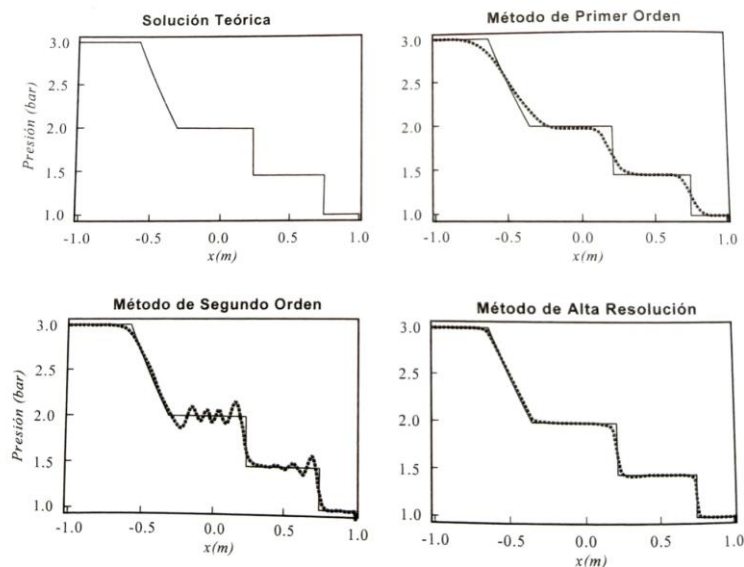 Solución Teórica
Presión (bar)
3.0
2.5
2.0
1.5
1.0
-1.0 -0.5 0.0 0.5 1.0
x(m)
Método de Primer Orden
3.0
2.5
2.0
1.5
1.0
-1.0 -0.5 0.0 0.5 1.0
x(m)
Método de Segundo Orden
Presión (bar)
3.0
2.5
2.0
1.5
1.0
-1.0 -0.5 0.0 0.5 1.0
x(m)
Método de Alta Resolución
3.0
2.5
2.0
1.5
1.0
-1.0 -0.5 0.0 0.5 1.0
x(m)